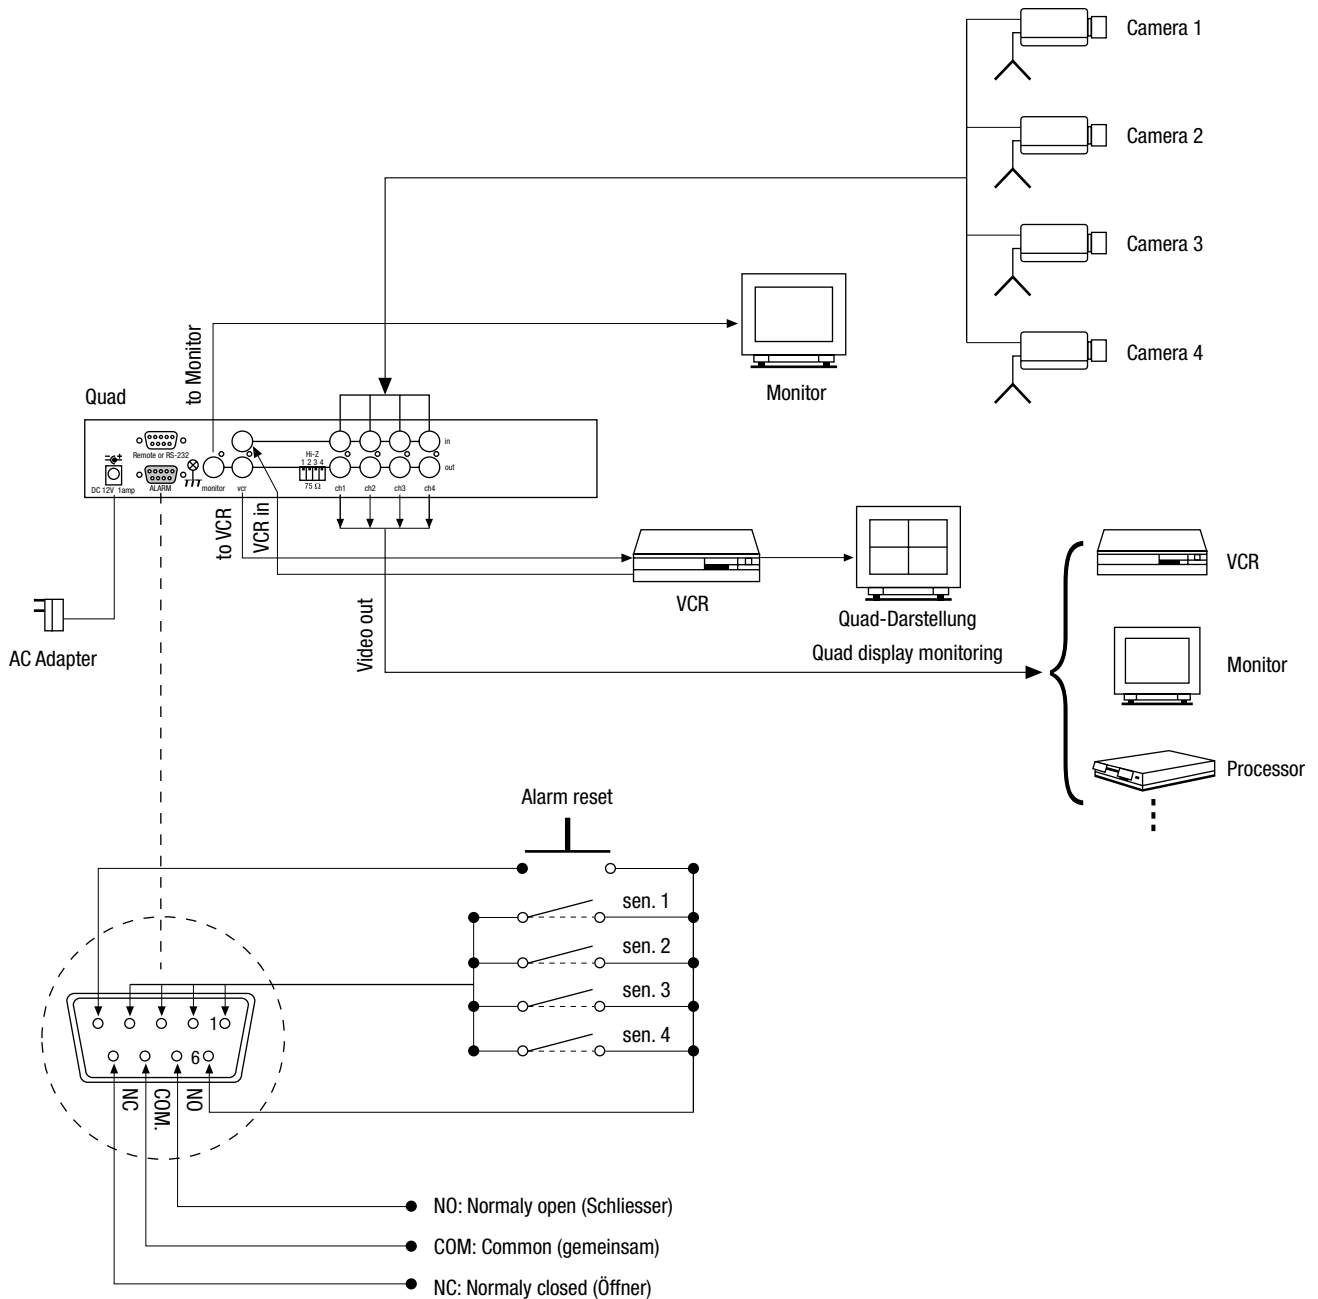 Camera 1
Camera 2
Camera 3
Camera 4
to Monitor
Monitor
Quad
Remote or RS-232
DC 12V 1amp
ALARM
monitor
vcr
Hi-Z
1 2 3 4
75 Ω
in
out
ch1
ch2
ch3
ch4
to VCR
VCR in
Video out
VCR
Quad-Darstellung
Quad display monitoring
VCR
Monitor
Processor
AC Adapter
Alarm reset
sen. 1
sen. 2
sen. 3
sen. 4
1
6
NC
COM.
NO
NO: Normaly open (Schliesser)
COM: Common (gemeinsam)
NC: Normaly closed (Öffner)